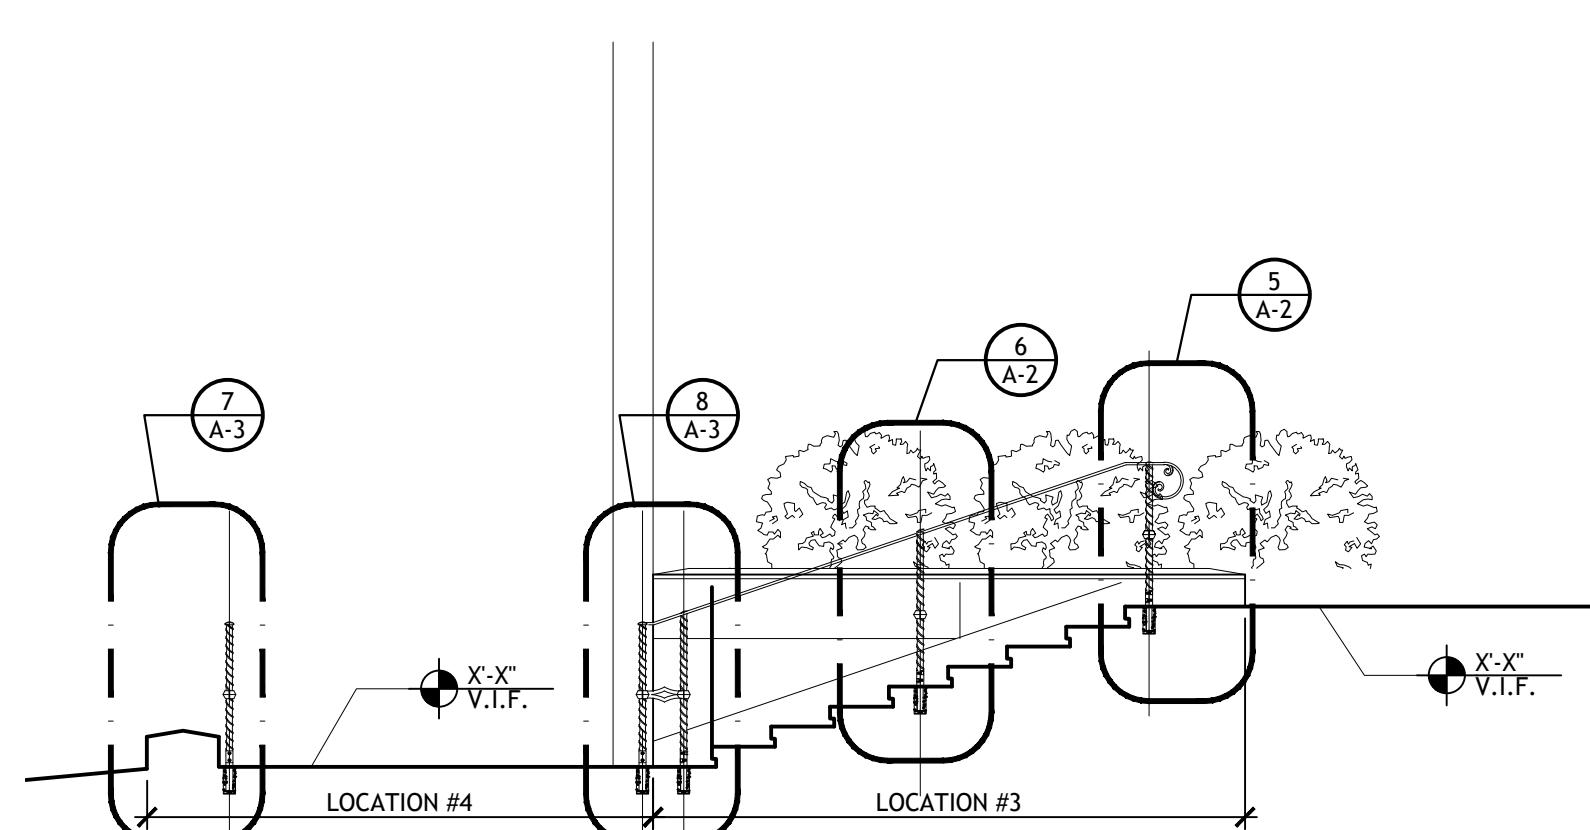 5
A-2
6
A-2
7
A-3
8
A-3
X'-X"
V.I.F.
X'-X"
V.I.F.
LOCATION #4
LOCATION #3